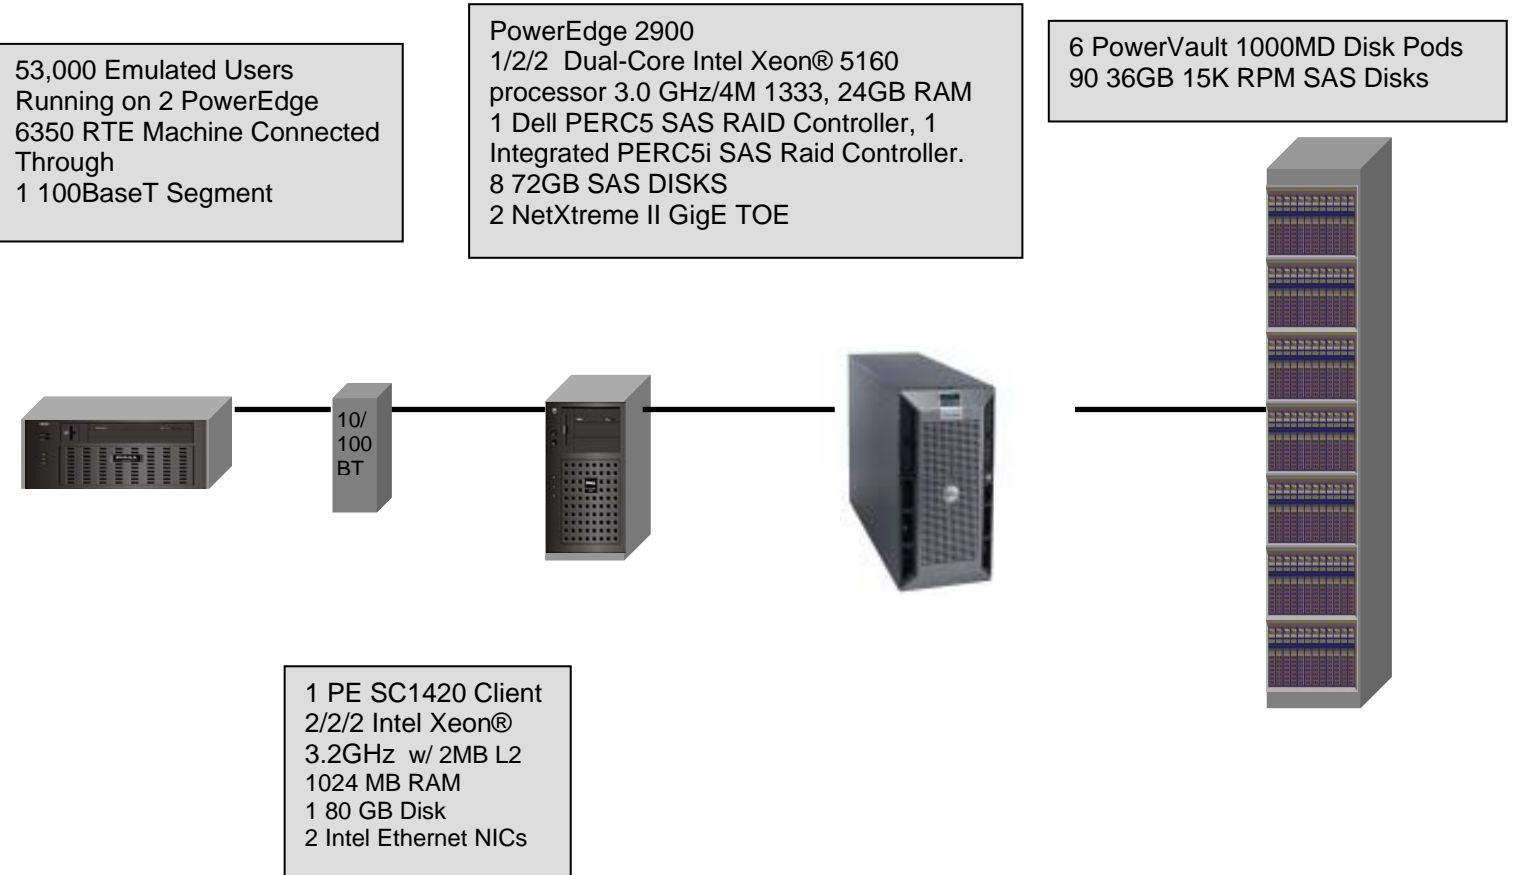 53,000 Emulated Users
Running on 2 PowerEdge
6350 RTE Machine Connected
Through
1 100BaseT Segment
PowerEdge 2900
1/2/2 Dual-Core Intel Xeon® 5160
processor 3.0 GHz/4M 1333, 24GB RAM
1 Dell PERC5 SAS RAID Controller, 1
Integrated PERC5i SAS Raid Controller.
8 72GB SAS DISKS
2 NetXtreme II GigE TOE
6 PowerVault 1000MD Disk Pods
90 36GB 15K RPM SAS Disks
10/
100
BT
1 PE SC1420 Client
2/2/2 Intel Xeon®
3.2GHz w/ 2MB L2
1024 MB RAM
1 80 GB Disk
2 Intel Ethernet NICs